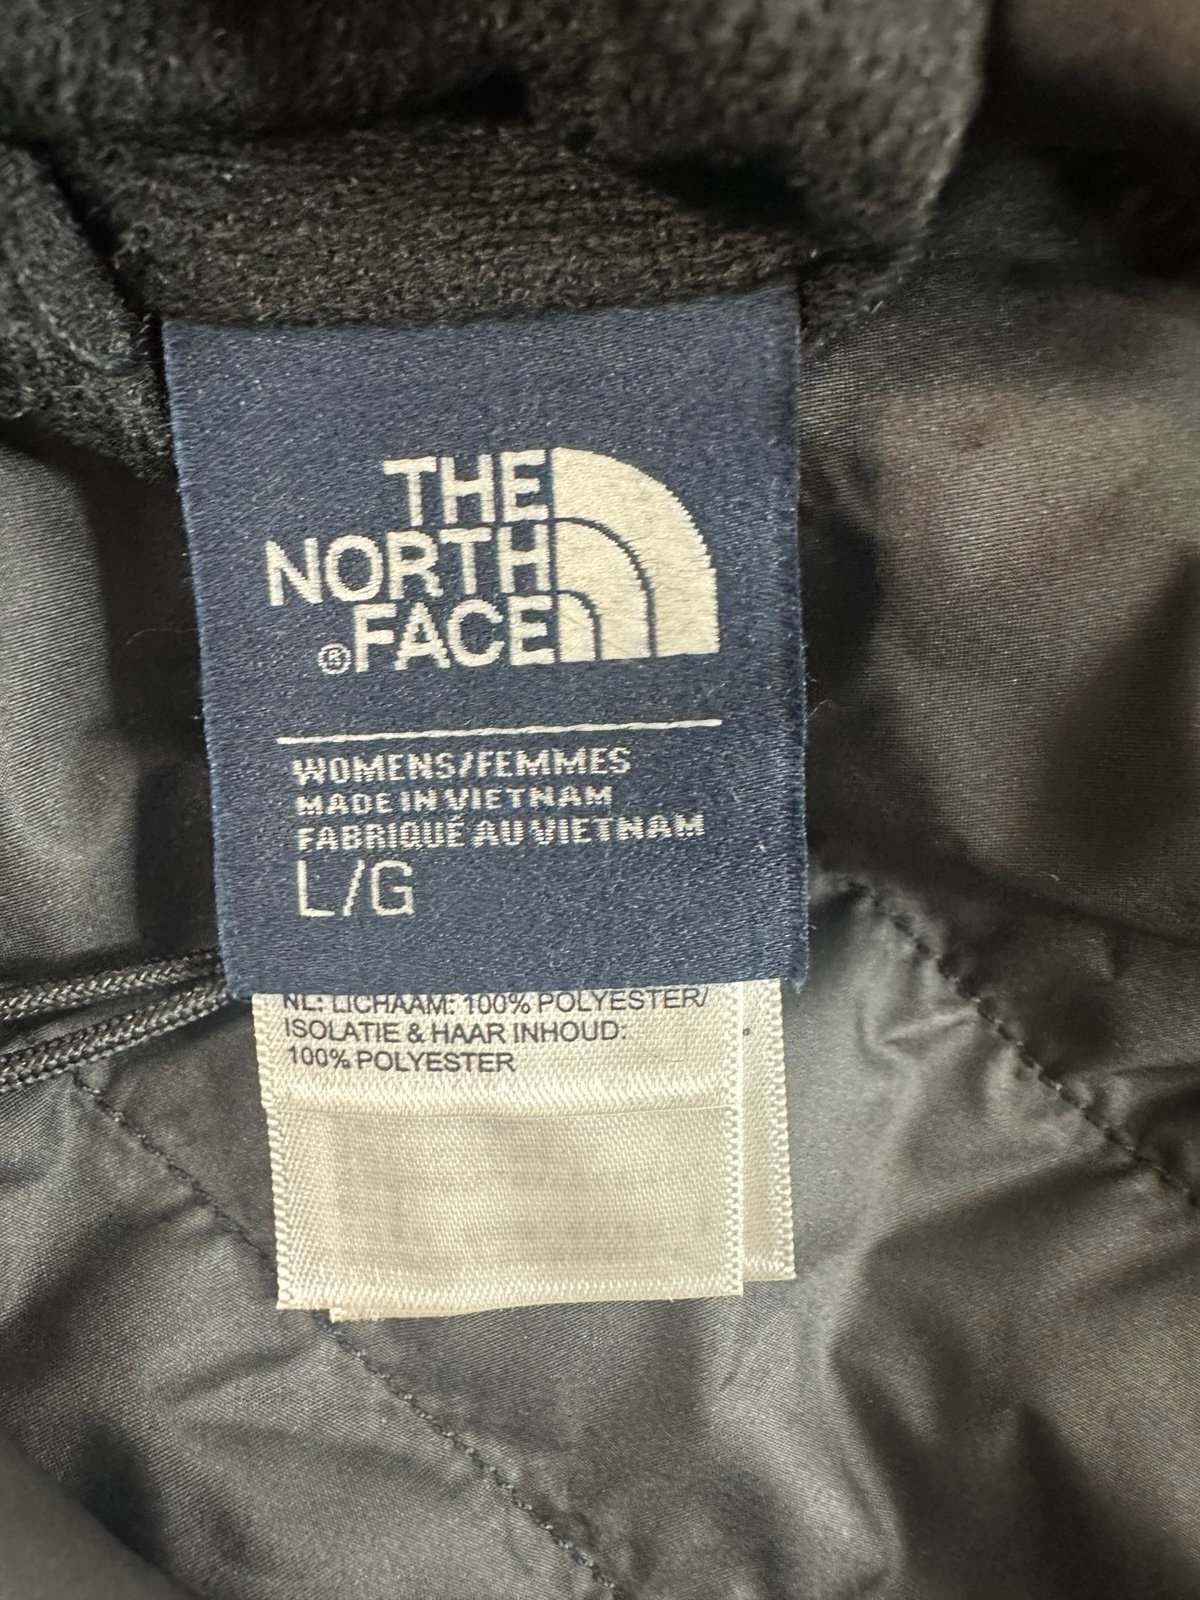 THE
NORTH
®FACE
WOMENS/FEMMES
MADE IN VIETNAM
FABRIQUÉ AU VIETNAM
L/G
NL: LICHAAM: 100% POLYESTER/
ISOLATIE & HAAR INHOUD:
100% POLYESTER